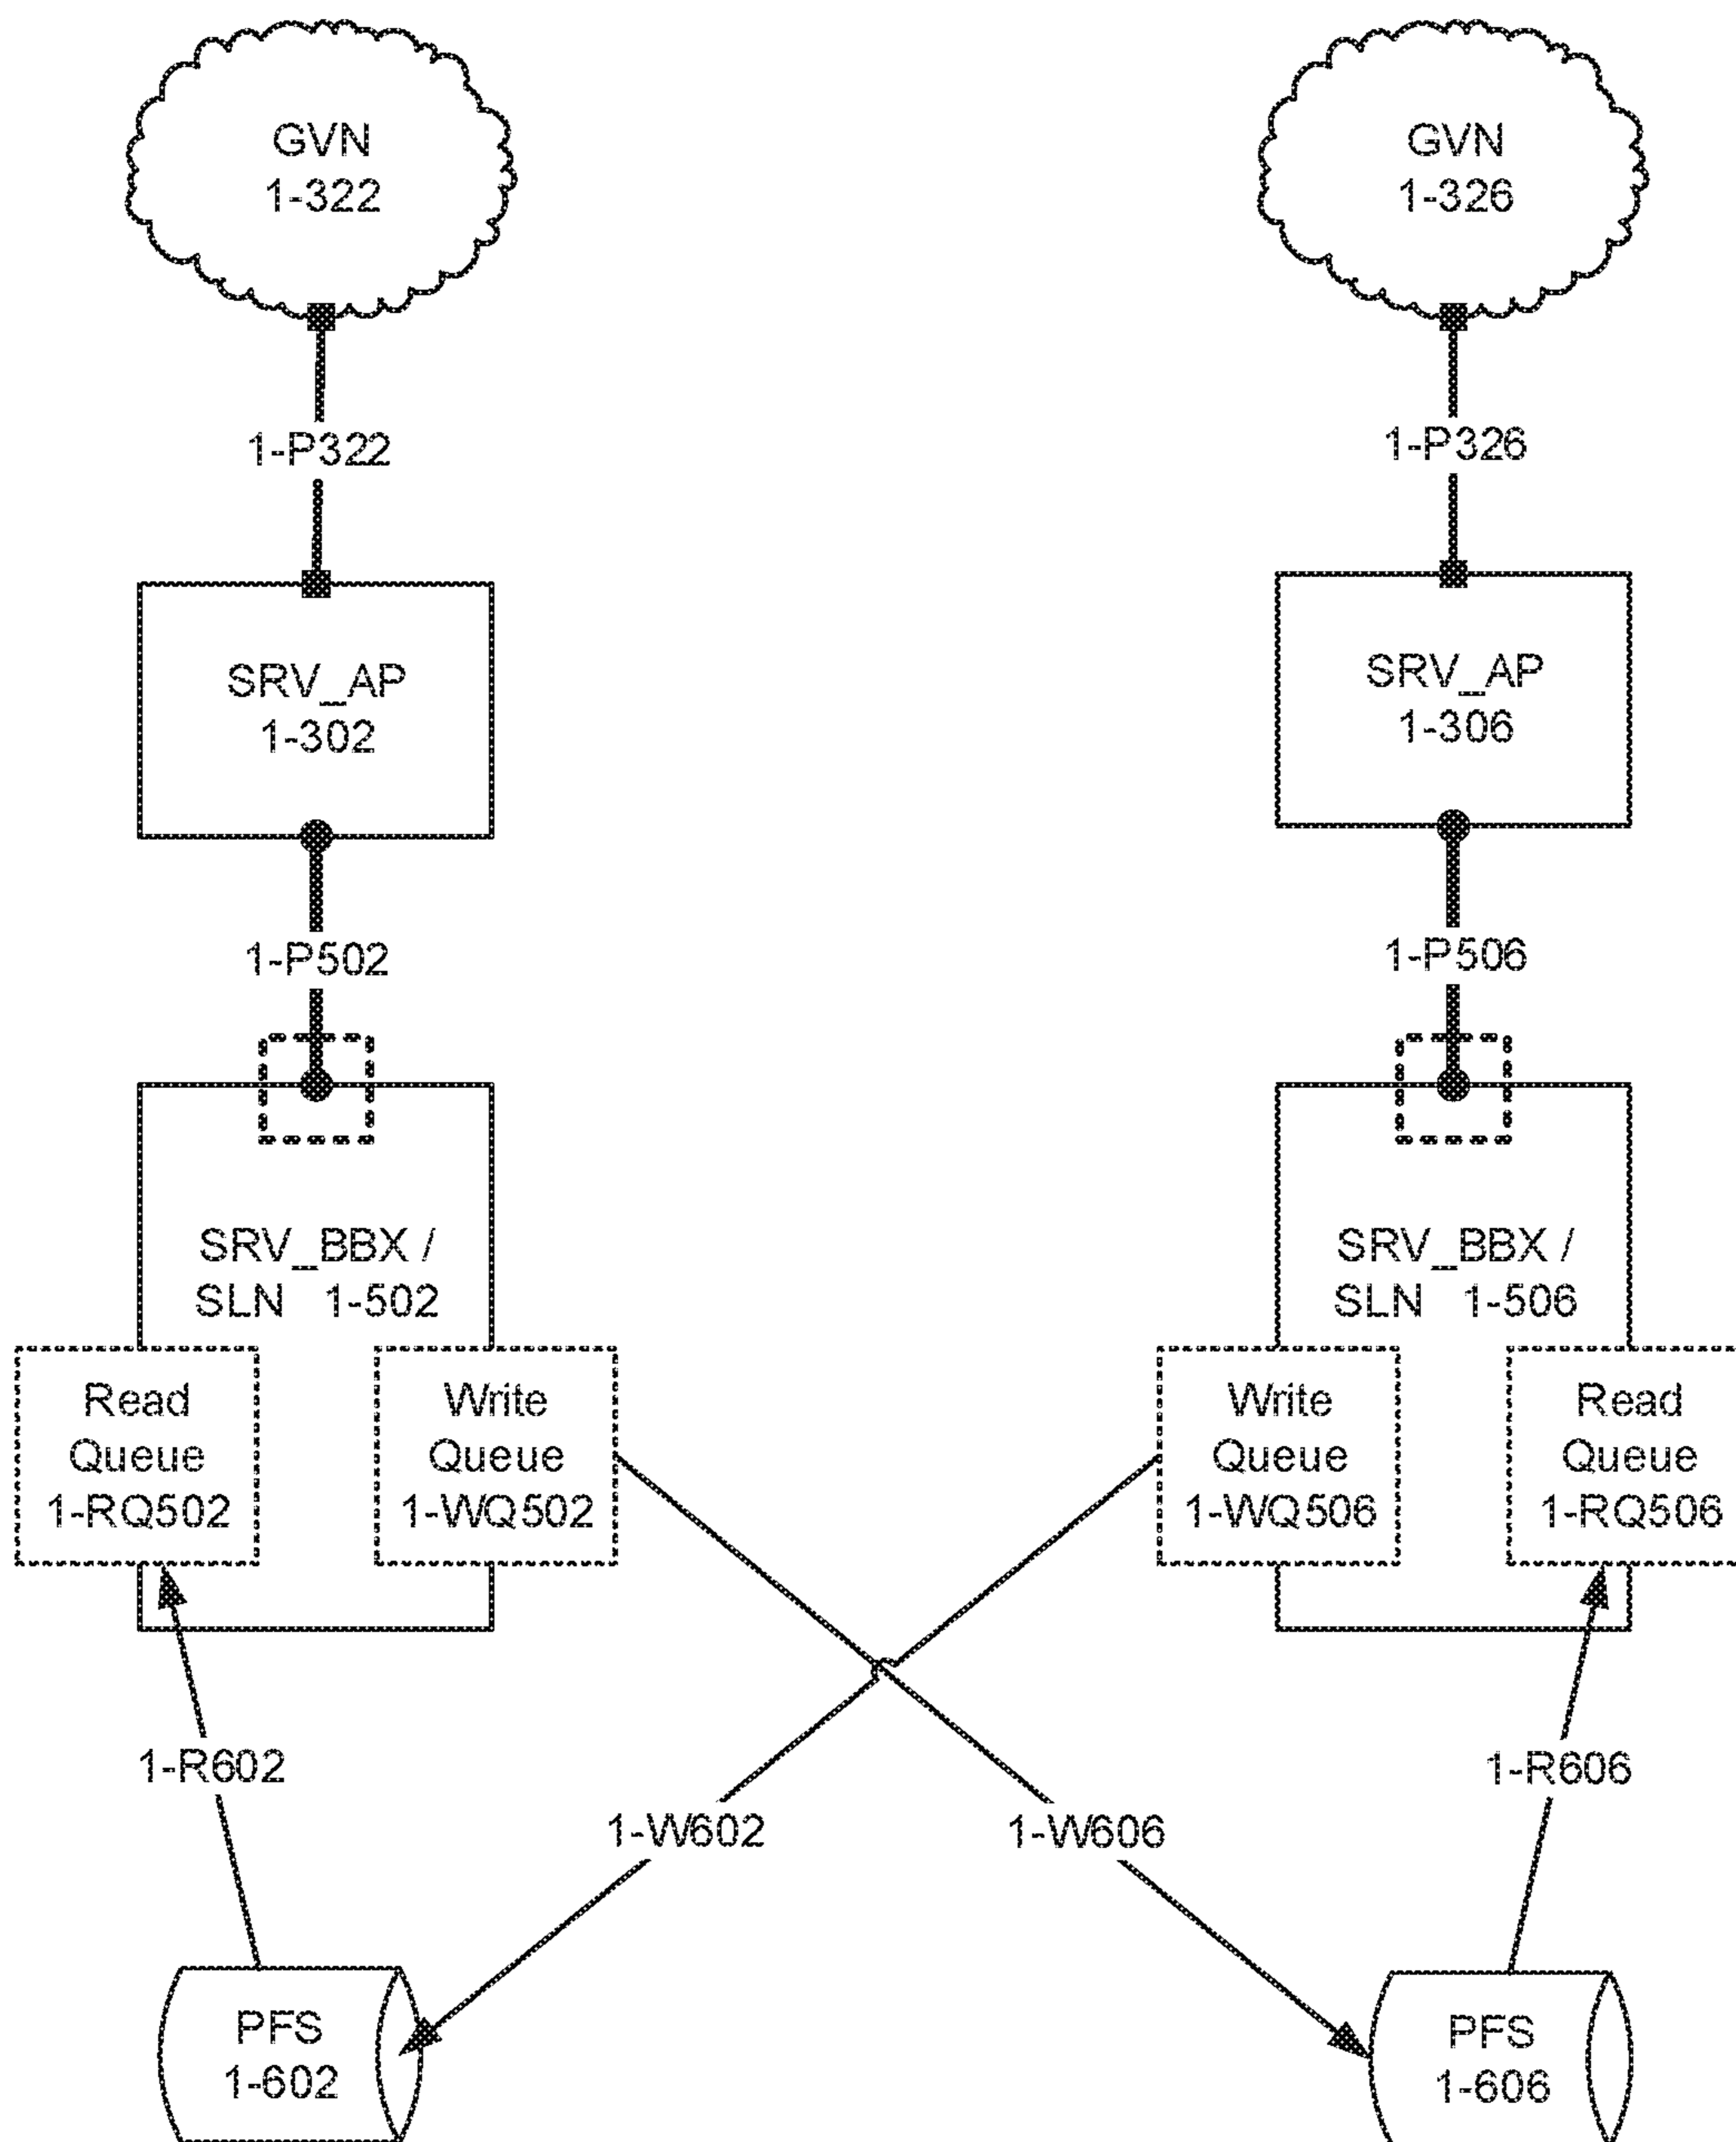 GVN
1-322
GVN
1-326
1-P322
1-P326
SRV_AP
1-302
SRV_AP
1-306
1-P502
1-P506
SRV_BBX /
SLN 1-502
SRV_BBX /
SLN 1-506
Read
Queue
1-RQ502
Write
Queue
1-WQ502
Write
Queue
1-WQ506
Read
Queue
1-RQ506
1-R602
1-R606
1-W602
1-W606
PFS
1-602
PFS
1-606